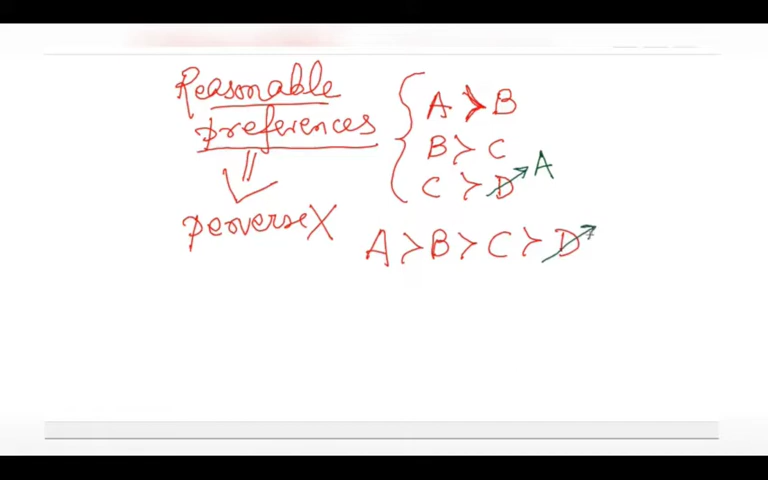 Reasonable
preferences
perverse X
A > B
B > C
C > D A
A > B > C > D